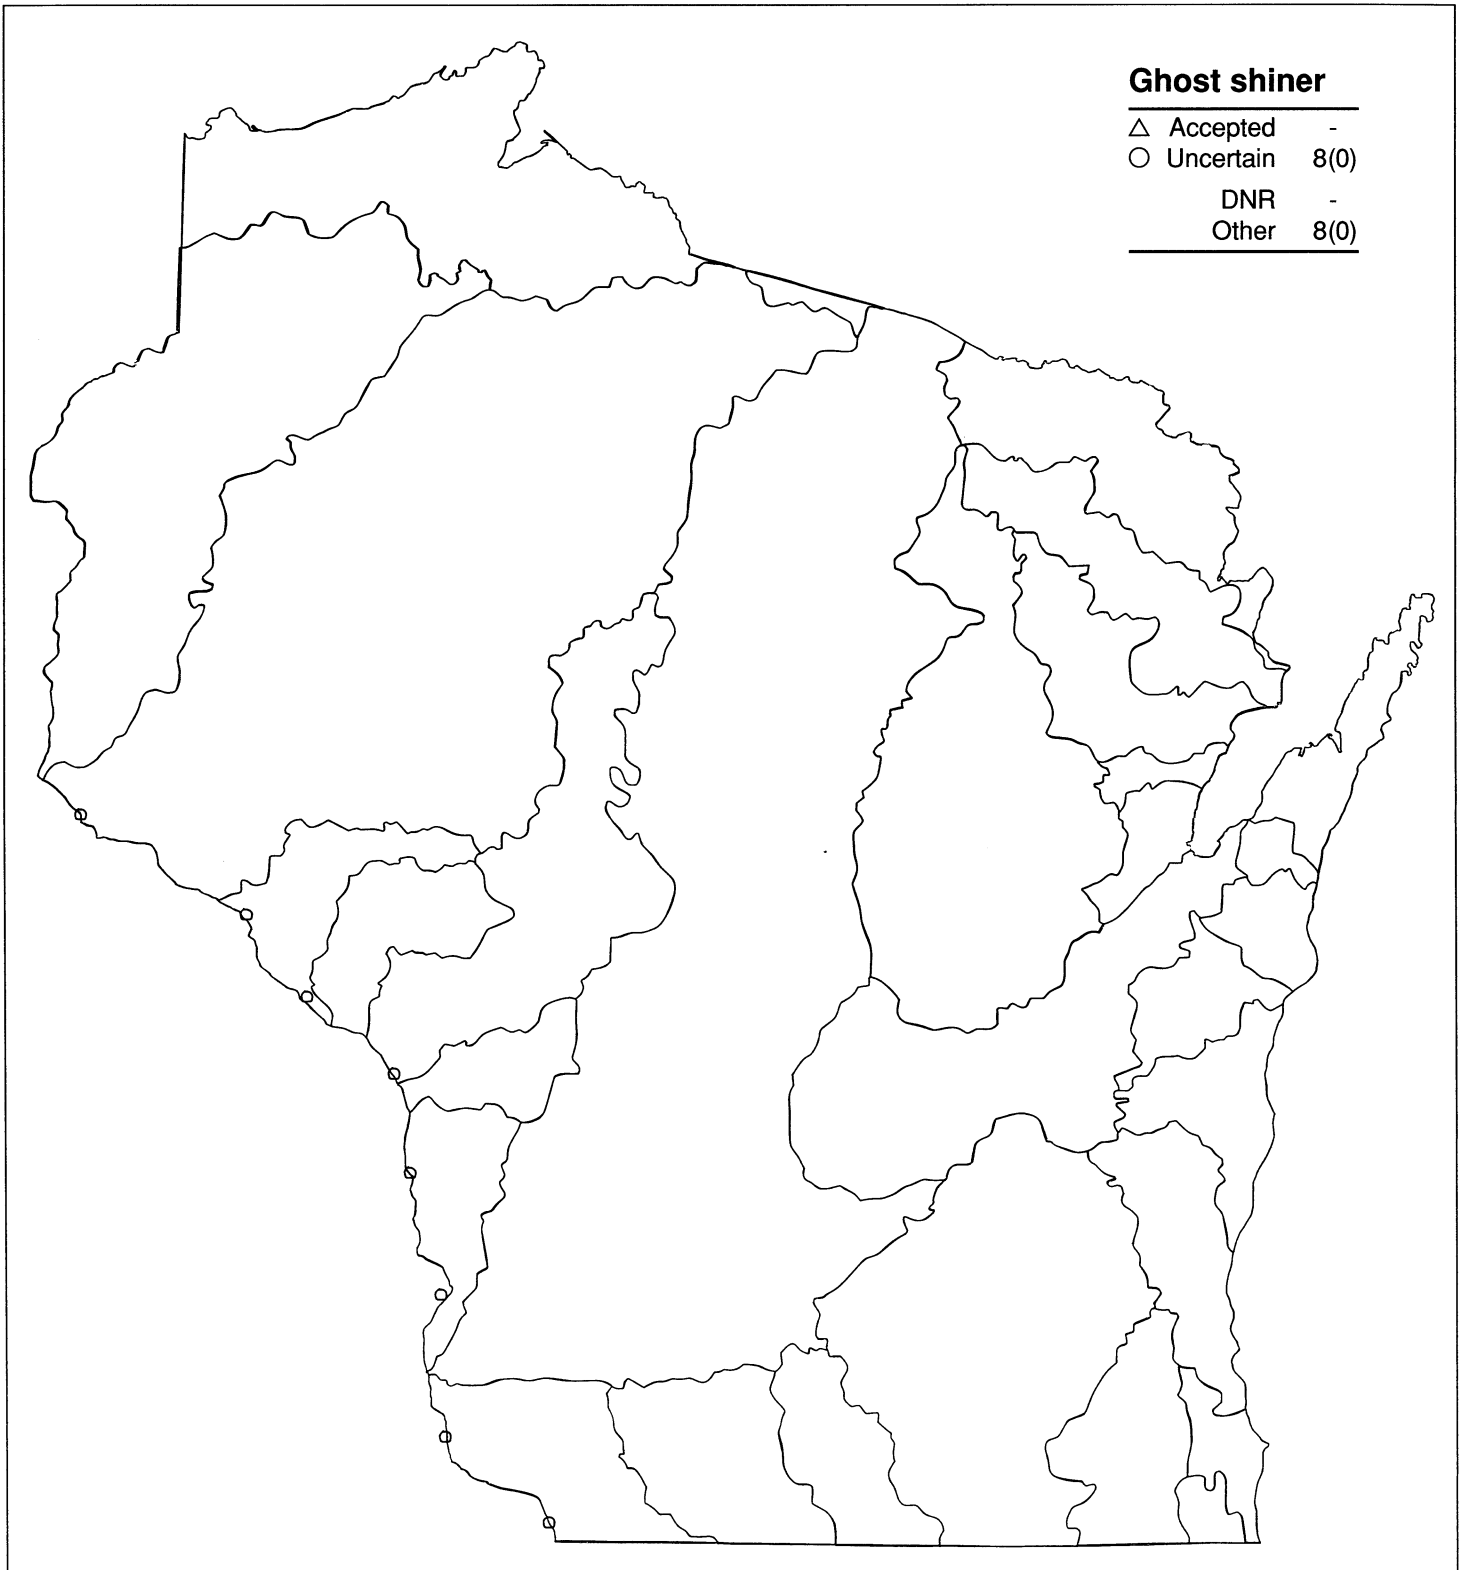 Ghost shiner
△ Accepted -
○ Uncertain 8(0)
DNR -
Other 8(0)